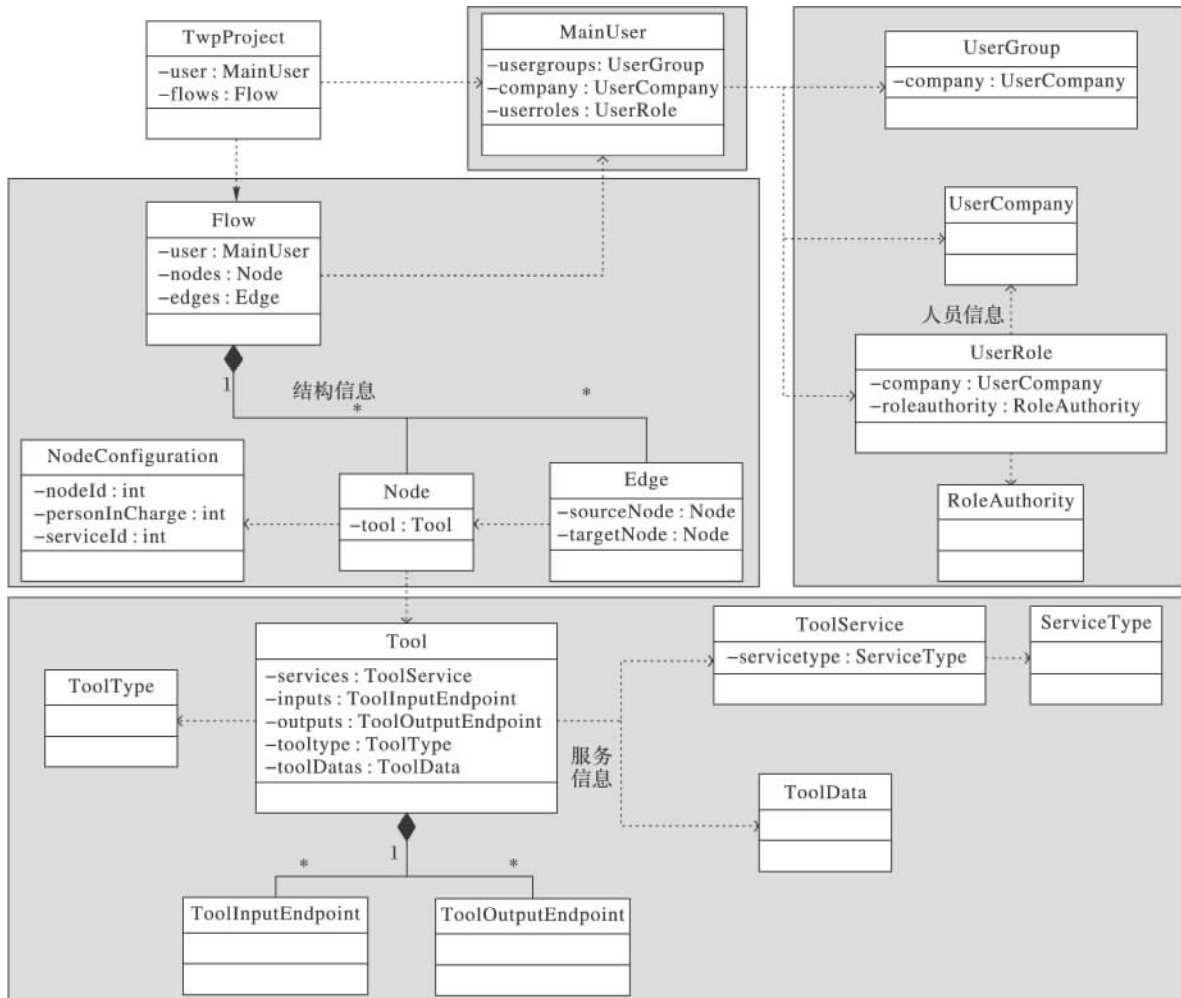 TwpProject
–user : MainUser
–flows : Flow
MainUser
–usergroups: UserGroup
–company : UserCompany
–userroles : UserRole
UserGroup
–company : UserCompany
UserCompany
人员信息
UserRole
–company : UserCompany
–roleauthority : RoleAuthority
RoleAuthority
Flow
–user : MainUser
–nodes : Node
–edges : Edge
1
结构信息
*
*
NodeConfiguration
–nodeId : int
–personInCharge : int
–serviceId : int
Node
–tool : Tool
Edge
–sourceNode : Node
–targetNode : Node
Tool
–services : ToolService
–inputs : ToolInputEndpoint
–outputs : ToolOutputEndpoint
–tooltype : ToolType
–toolDatas : ToolData
ToolType
ToolService
–servicetype : ServiceType
ServiceType
服务
信息
ToolData
1
*
*
ToolInputEndpoint
ToolOutputEndpoint